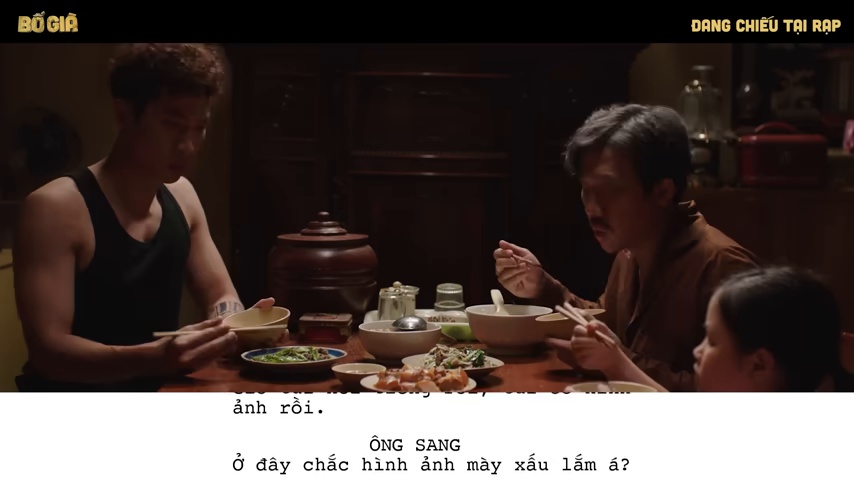 BỐ GIÀ
ĐANG CHIẾU TẠI RẠP
ảnh rồi.
ÔNG SANG
Ở đây chắc hình ảnh mày xấu lắm á?